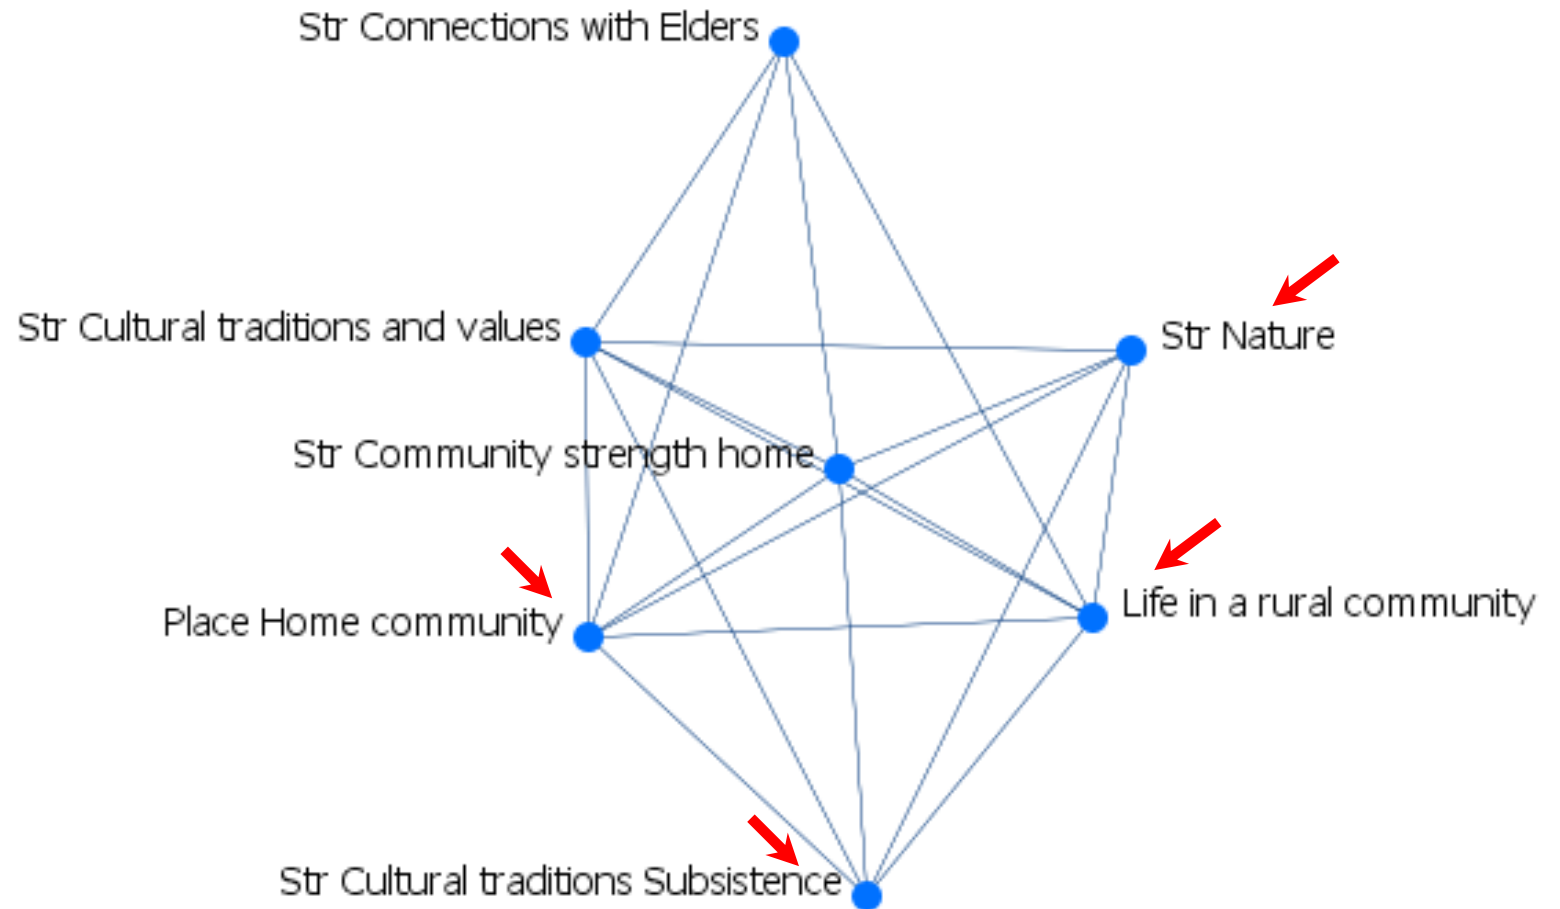 Str Connections with Elders
Str Cultural traditions and values
Str Nature
Str Community strength home
Place Home community
Life in a rural community
Str Cultural traditions Subsistence